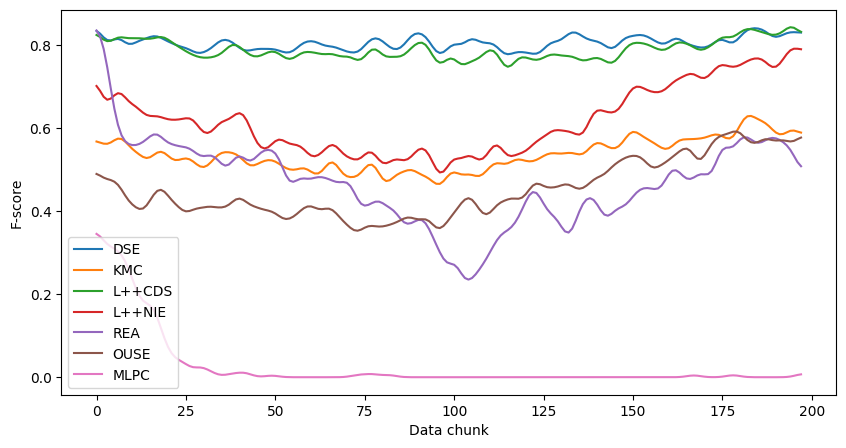 F-score
0.8
0.6
0.4
0.2
0.0
DSE
KMC
L++CDS
L++NIE
REA
OUSE
MLPC
0 25 50 75 100 125 150 175 200
Data chunk